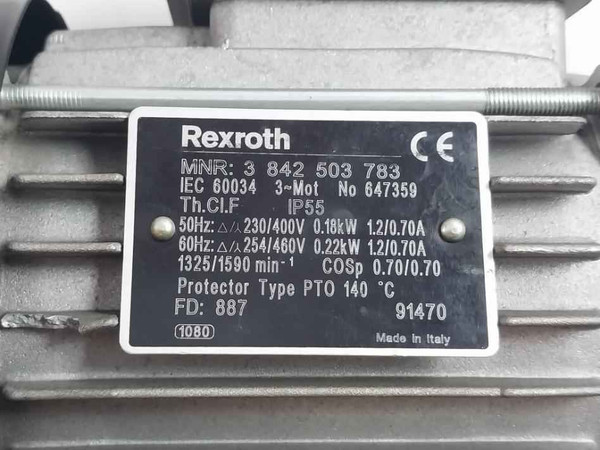 Rexroth CE
MNR: 3 842 503 783
IEC 60034 3~Mot No 647359
Th.Cl.F IP55
50Hz: △/⅄ 230/400V 0.18kW 1.2/0.70A
60Hz: △/⅄ 254/460V 0.22kW 1.2/0.70A
1325/1590 min⁻¹ COSp 0.70/0.70
Protector Type PTO 140 °C
FD: 887 91470
1080 Made in Italy